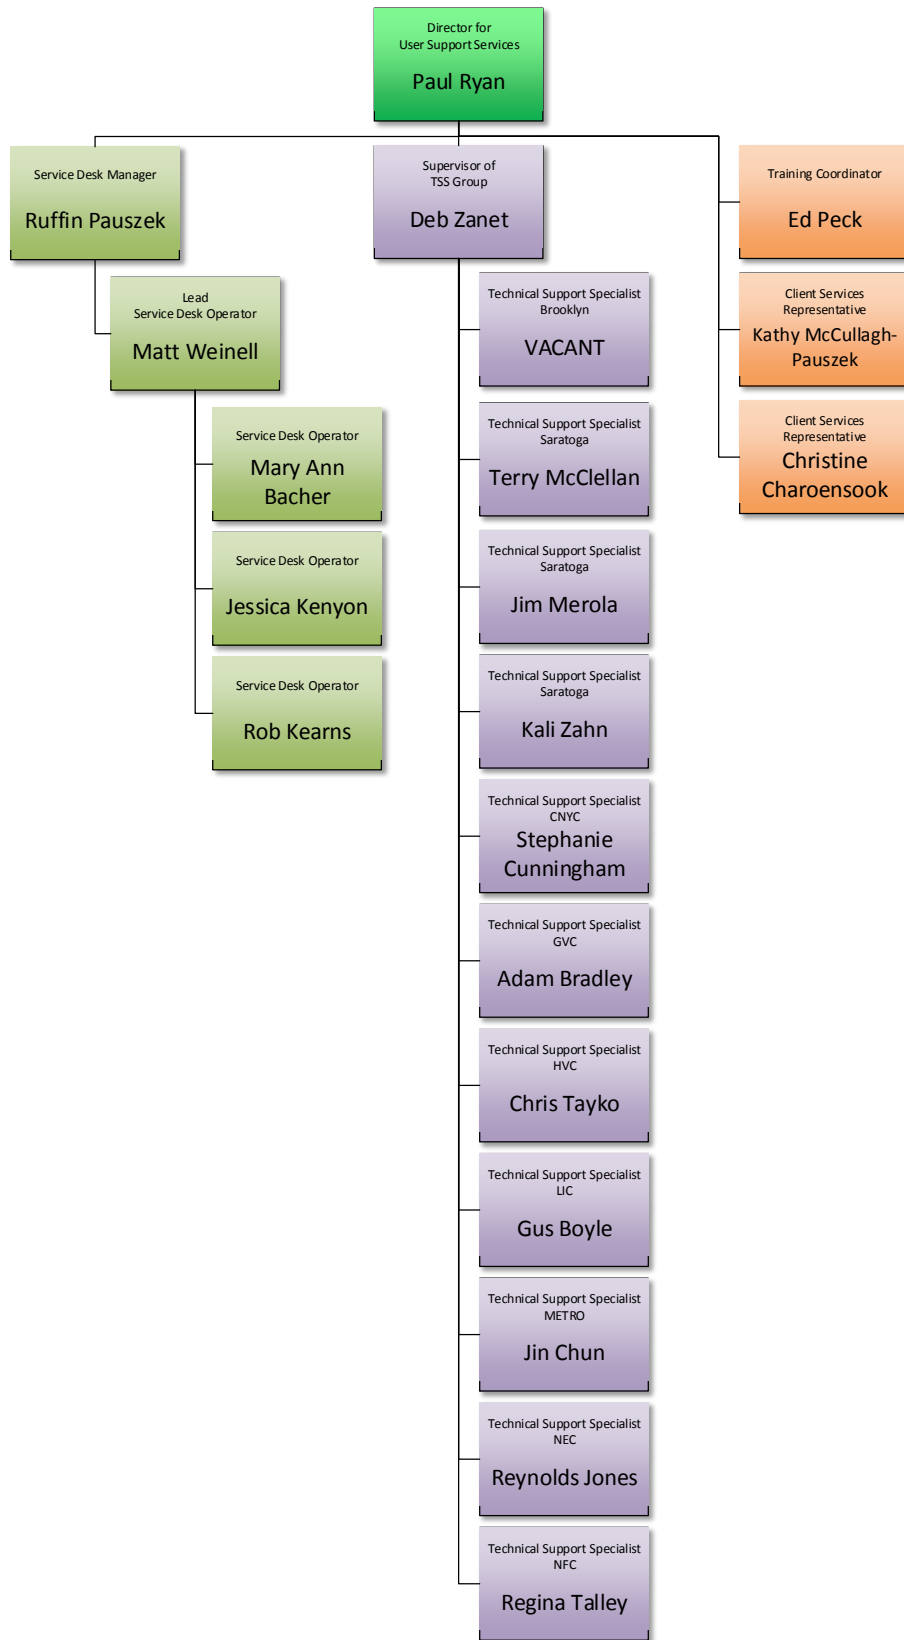 Director for
User Support Services
Paul Ryan
Service Desk Manager
Ruffin Pauszek
Lead
Service Desk Operator
Matt Weinell
Service Desk Operator
Mary Ann
Bacher
Service Desk Operator
Jessica Kenyon
Service Desk Operator
Rob Kearns
Supervisor of
TSS Group
Deb Zanet
Technical Support Specialist
Brooklyn
VACANT
Technical Support Specialist
Saratoga
Terry McClellan
Technical Support Specialist
Saratoga
Jim Merola
Technical Support Specialist
Saratoga
Kali Zahn
Technical Support Specialist
CNYC
Stephanie
Cunningham
Technical Support Specialist
GVC
Adam Bradley
Technical Support Specialist
HVC
Chris Tayko
Technical Support Specialist
LIC
Gus Boyle
Technical Support Specialist
METRO
Jin Chun
Technical Support Specialist
NEC
Reynolds Jones
Technical Support Specialist
NFC
Regina Talley
Training Coordinator
Ed Peck
Client Services
Representative
Kathy McCullagh-
Pauszek
Client Services
Representative
Christine
Charoensook